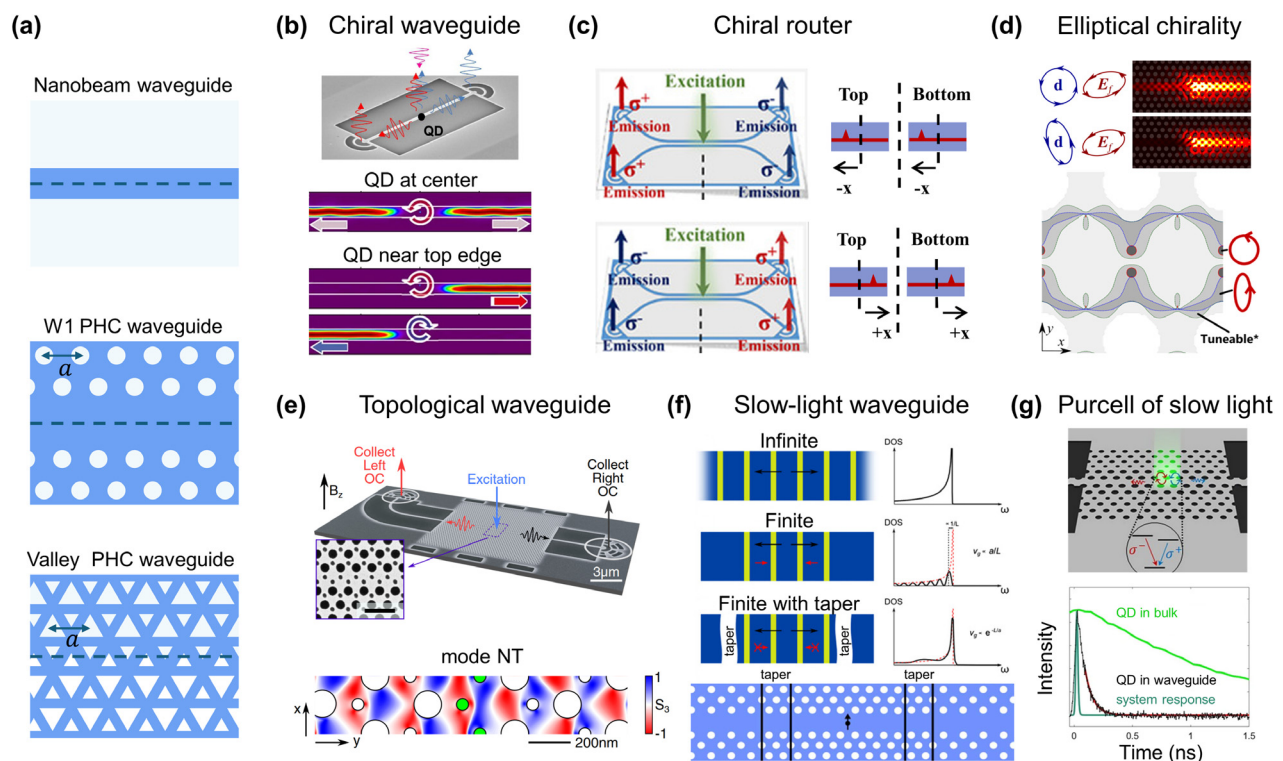 (a)
Nanobeam waveguide
W1 PHC waveguide
a
Valley PHC waveguide
a
(b) Chiral waveguide
QD
QD at center
QD near top edge
(c) Chiral router
Excitation
σ+ σ-
Emission Emission
σ+ σ-
Emission Emission
Top Bottom
-x -x
Excitation
σ- σ+
Emission Emission
σ- σ+
Emission Emission
Top Bottom
+x +x
(d) Elliptical chirality
d Ef
d Ef
y
x
Tuneable*
(e) Topological waveguide
Collect
Left
OC
Excitation
Collect
Right
OC
Bz
3μm
mode NT
x
y
1
S3
-1
200nm
(f) Slow-light waveguide
Infinite
DOS
ω
Finite
DOS
≈1/L
vg ~ a/L
ω
Finite with taper
taper taper
DOS
vg ~ e-L/a
ω
taper taper
(g) Purcell of slow light
σ- σ+
QD in bulk
QD in waveguide
system response
Intensity
0 0.5 1.0 1.5
Time (ns)